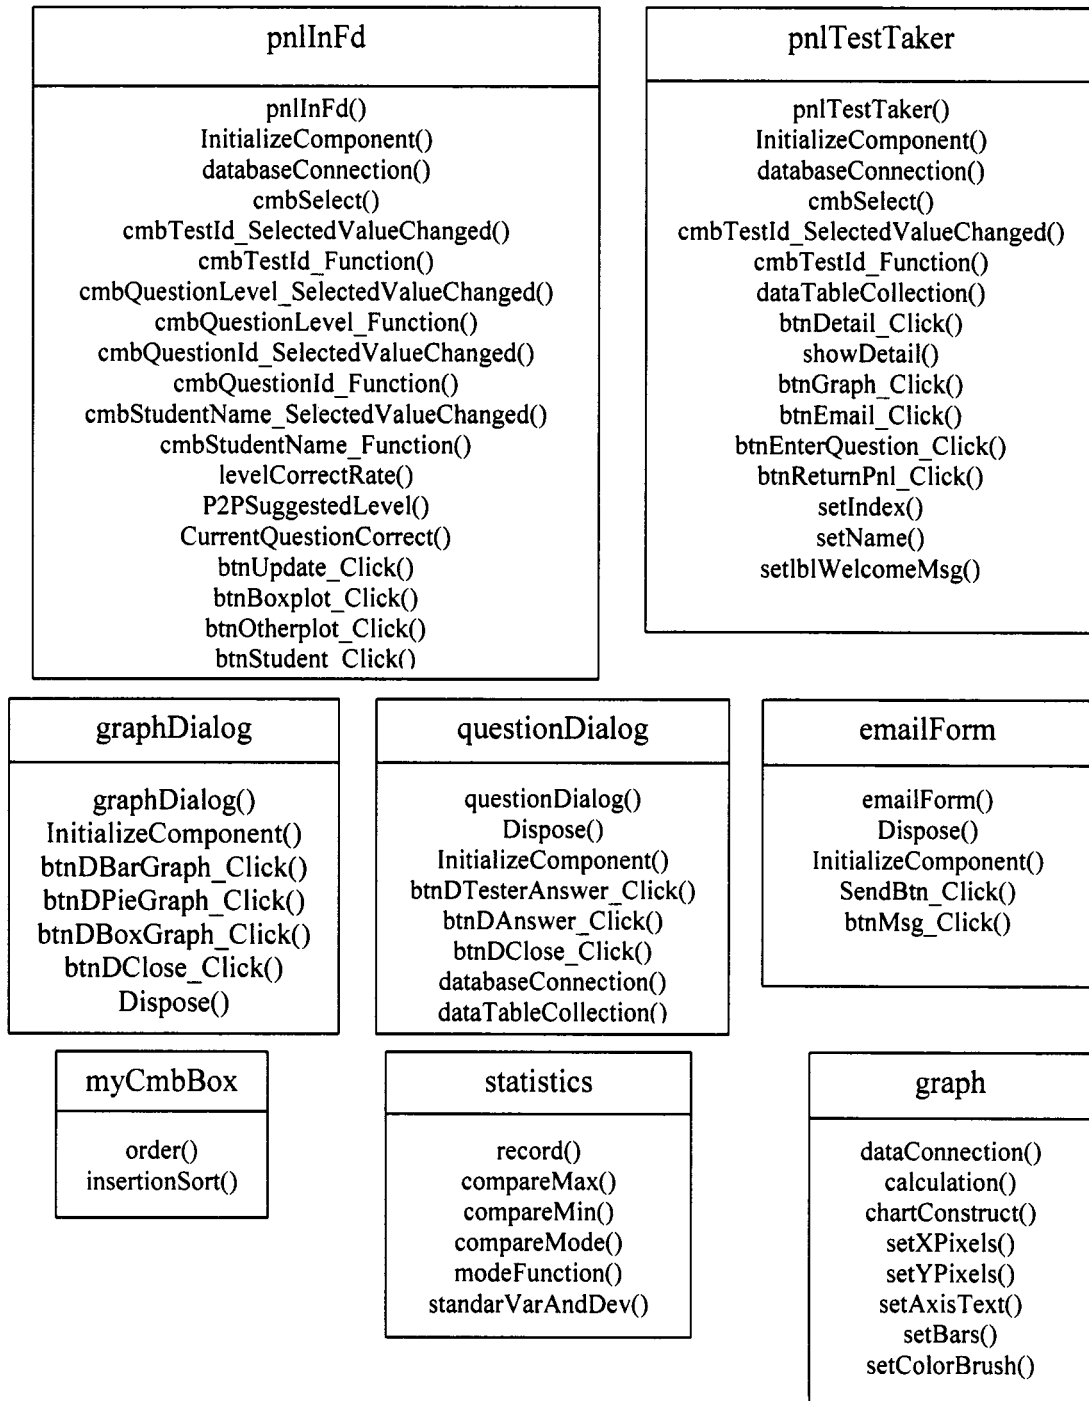 pnlInFd
pnlInFd()
InitializeComponent()
databaseConnection()
cmbSelect()
cmbTestId_SelectedValueChanged()
cmbTestId_Function()
cmbQuestionLevel_SelectedValueChanged()
cmbQuestionLevel_Function()
cmbQuestionId_SelectedValueChanged()
cmbQuestionId_Function()
cmbStudentName_SelectedValueChanged()
cmbStudentName_Function()
levelCorrectRate()
P2PSuggestedLevel()
CurrentQuestionCorrect()
btnUpdate_Click()
btnBoxplot_Click()
btnOtherplot_Click()
btnStudent_Click()
pnlTestTaker
pnlTestTaker()
InitializeComponent()
databaseConnection()
cmbSelect()
cmbTestId_SelectedValueChanged()
cmbTestId_Function()
dataTableCollection()
btnDetail_Click()
showDetail()
btnGraph_Click()
btnEmail_Click()
btnEnterQuestion_Click()
btnReturnPnl_Click()
setIndex()
setName()
setlblWelcomeMsg()
graphDialog
graphDialog()
InitializeComponent()
btnDBarGraph_Click()
btnDPieGraph_Click()
btnDBoxGraph_Click()
btnDClose_Click()
Dispose()
questionDialog
questionDialog()
Dispose()
InitializeComponent()
btnDTesterAnswer_Click()
btnDAnswer_Click()
btnDClose_Click()
databaseConnection()
dataTableCollection()
emailForm
emailForm()
Dispose()
InitializeComponent()
SendBtn_Click()
btnMsg_Click()
myCmbBox
order()
insertionSort()
statistics
record()
compareMax()
compareMin()
compareMode()
modeFunction()
standarVarAndDev()
graph
dataConnection()
calculation()
chartConstruct()
setXPixels()
setYPixels()
setAxisText()
setBars()
setColorBrush()